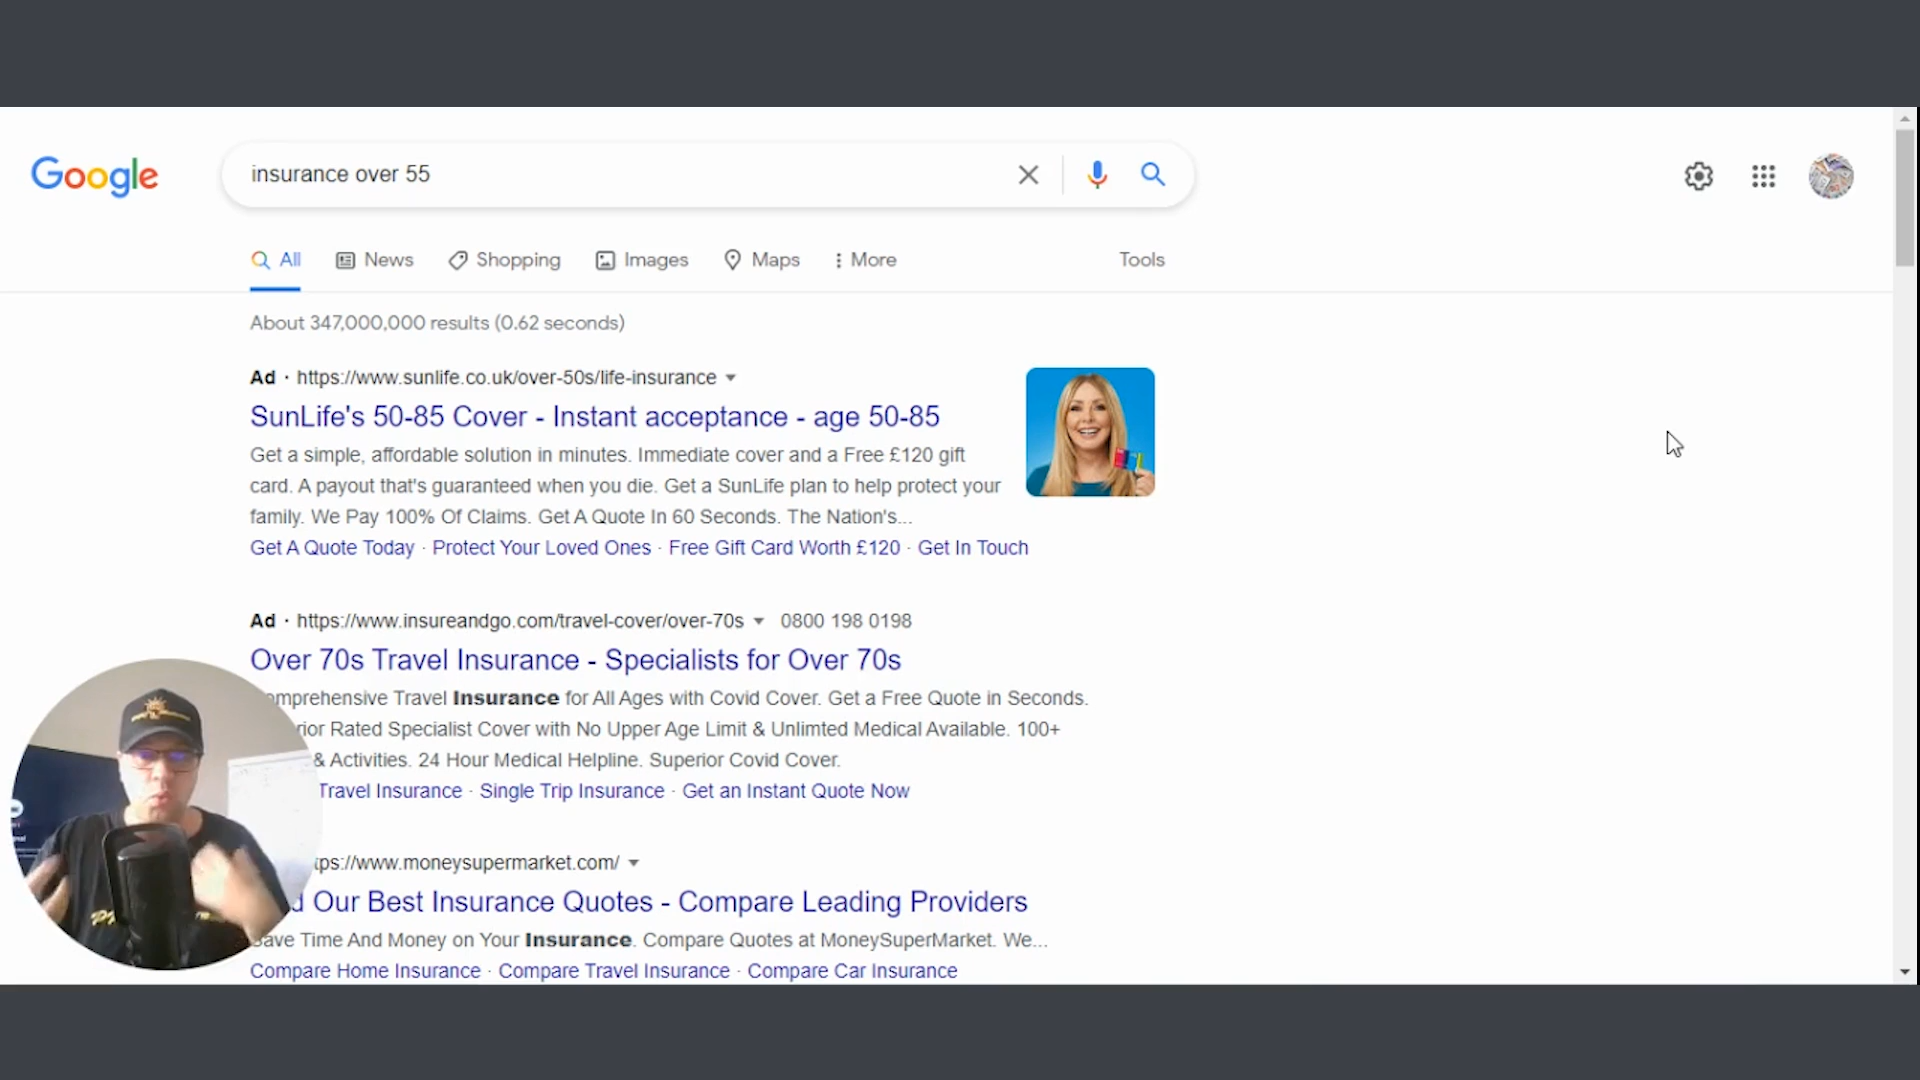 Google
insurance over 55
All
News
Shopping
Images
Maps
More
Tools
About 347,000,000 results (0.62 seconds)
Ad · https://www.sunlife.co.uk/over-50s/life-insurance
SunLife's 50-85 Cover - Instant acceptance - age 50-85
Get a simple, affordable solution in minutes. Immediate cover and a Free £120 gift
card. A payout that's guaranteed when you die. Get a SunLife plan to help protect your
family. We Pay 100% Of Claims. Get A Quote In 60 Seconds. The Nation's...
Get A Quote Today · Protect Your Loved Ones · Free Gift Card Worth £120 · Get In Touch
Ad · https://www.insureandgo.com/travel-cover/over-70s 0800 198 0198
Over 70s Travel Insurance - Specialists for Over 70s
omprehensive Travel Insurance for All Ages with Covid Cover. Get a Free Quote in Seconds.
rior Rated Specialist Cover with No Upper Age Limit & Unlimted Medical Available. 100+
& Activities. 24 Hour Medical Helpline. Superior Covid Cover.
Travel Insurance · Single Trip Insurance · Get an Instant Quote Now
tps://www.moneysupermarket.com/
d Our Best Insurance Quotes - Compare Leading Providers
Save Time And Money on Your Insurance. Compare Quotes at MoneySuperMarket. We...
Compare Home Insurance · Compare Travel Insurance · Compare Car Insurance